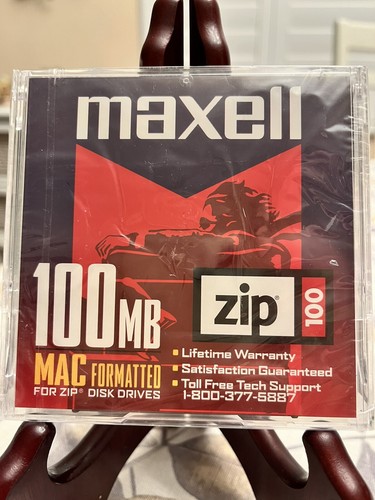 maxell
100MB
zip® 100
MAC FORMATTED
FOR ZIP® DISK DRIVES
Lifetime Warranty
Satisfaction Guaranteed
Toll Free Tech Support
1-800-377-5887